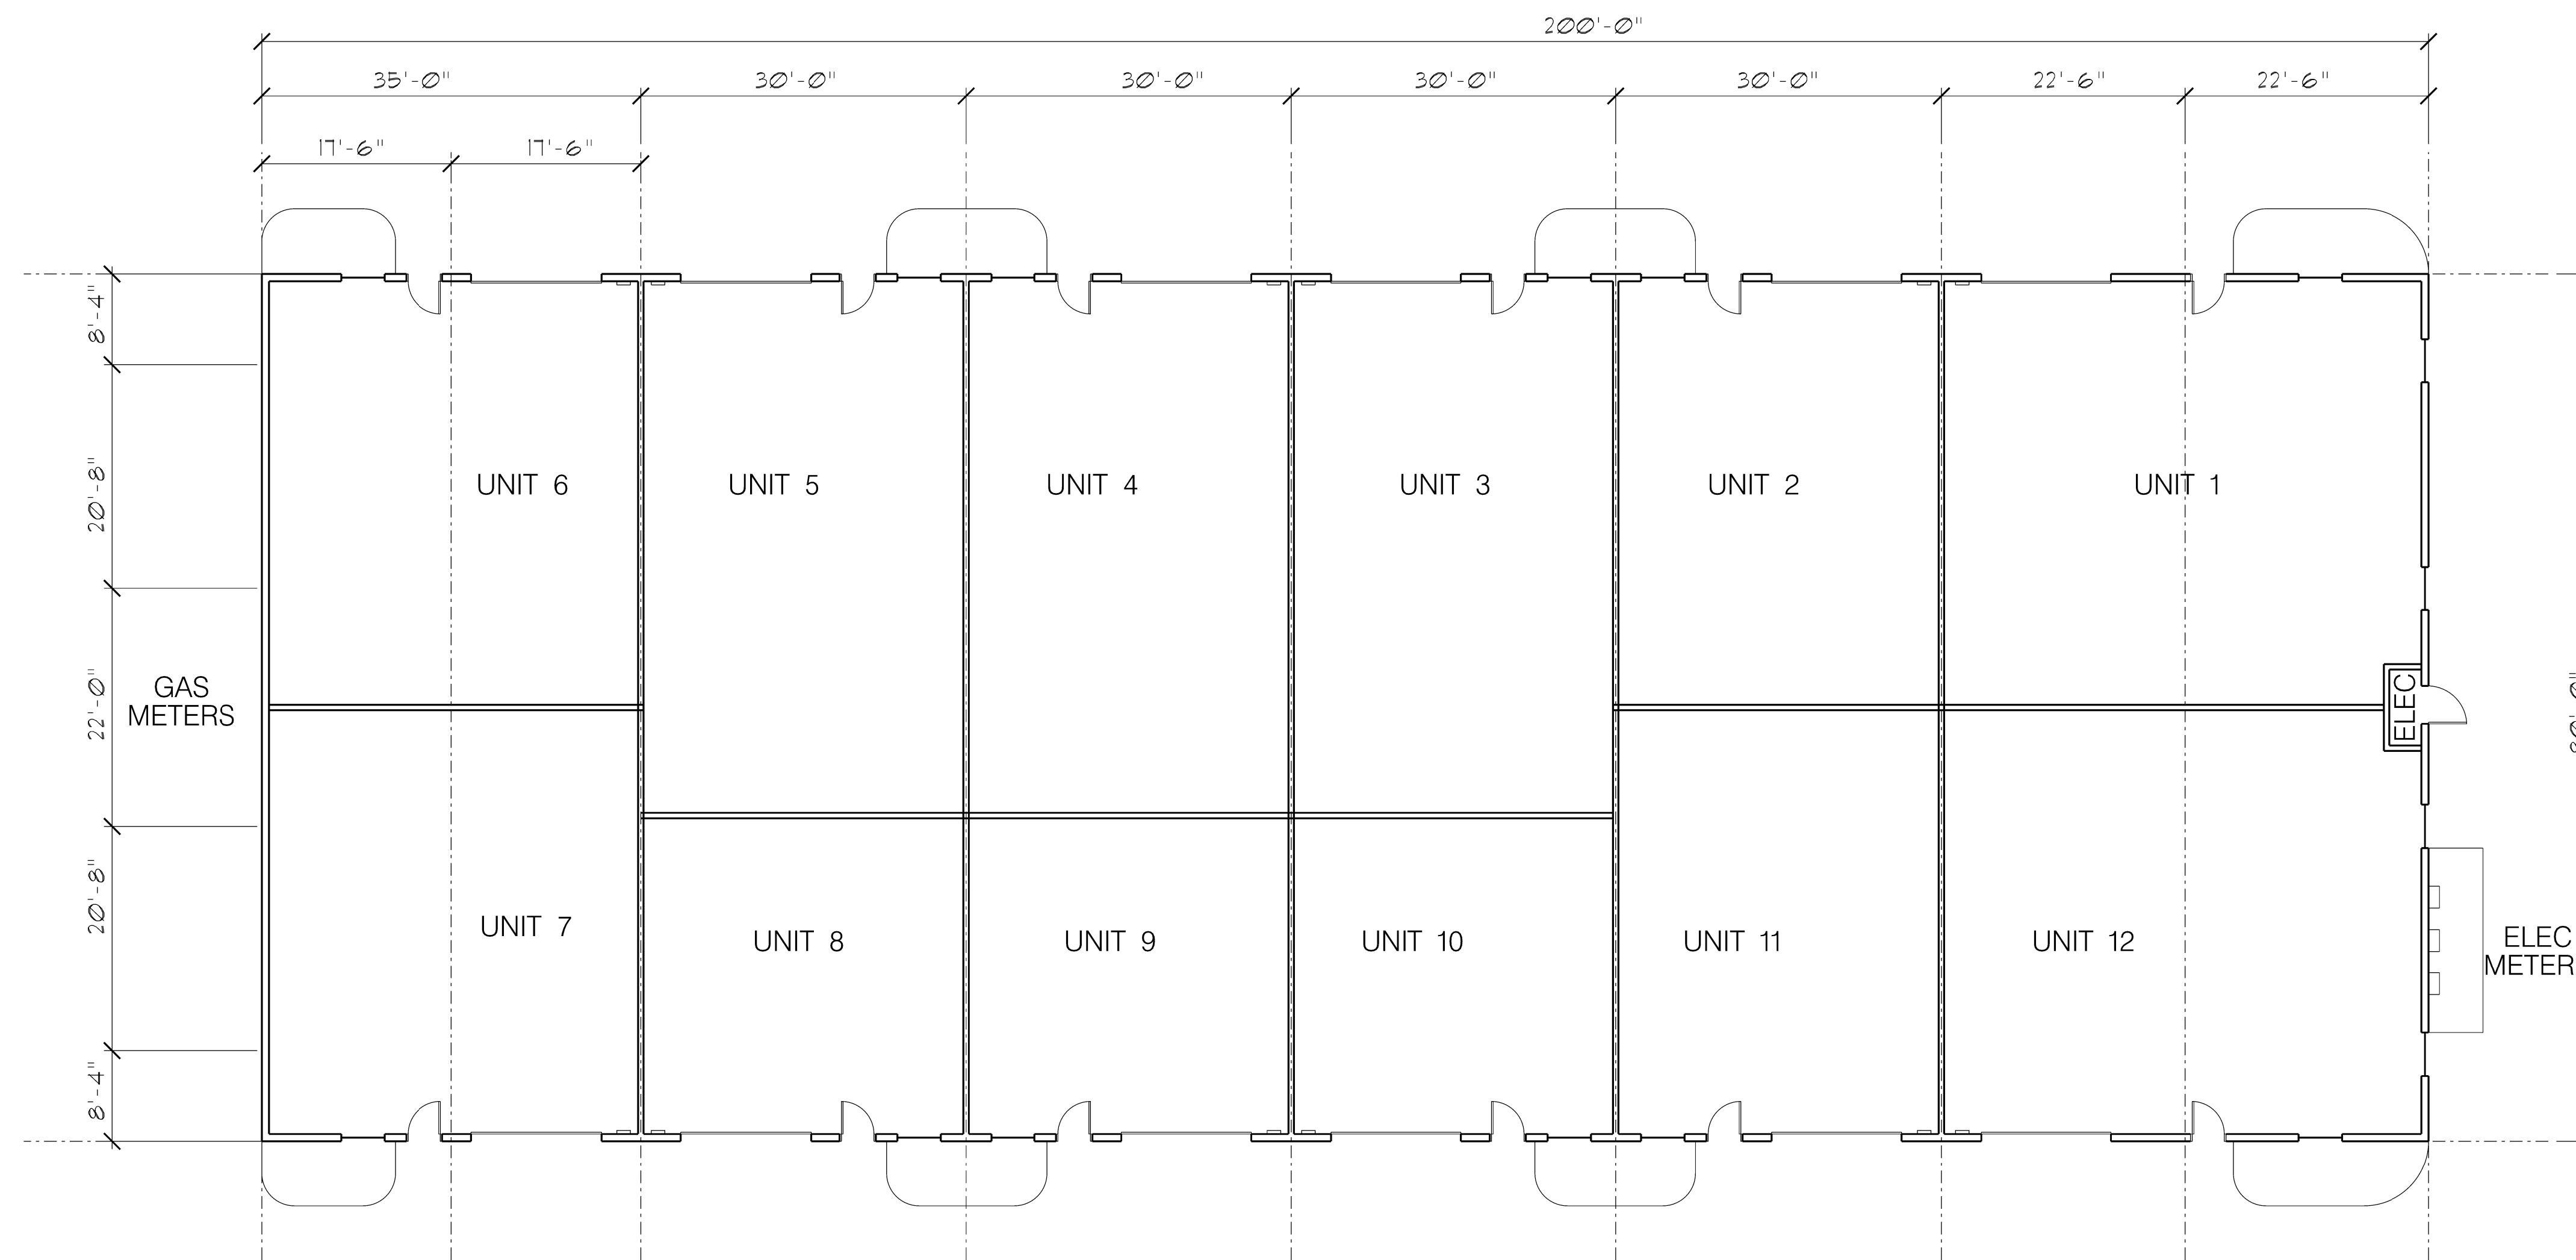 200'-0"
35'-0" 30'-0" 30'-0" 30'-0" 30'-0" 22'-6" 22'-6"
17'-6" 17'-6"
8'-4"
20'-8"
22'-0"
20'-8"
8'-4"
UNIT 6 UNIT 5 UNIT 4 UNIT 3 UNIT 2 UNIT 1
GAS
METERS
ELEC
UNIT 7 UNIT 8 UNIT 9 UNIT 10 UNIT 11 UNIT 12
ELEC
METER